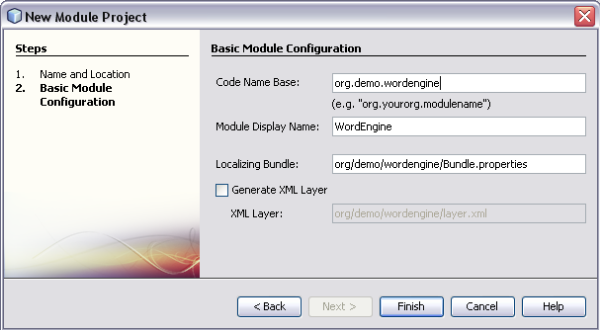 New Module Project
Steps
1. Name and Location
2. Basic Module
Configuration
Basic Module Configuration
Code Name Base: org.demo.wordengine
(e.g. "org.yourorg.modulename")
Module Display Name: WordEngine
Localizing Bundle: org/demo/wordengine/Bundle.properties
Generate XML Layer
XML Layer: org/demo/wordengine/layer.xml
< Back Next > Finish Cancel Help